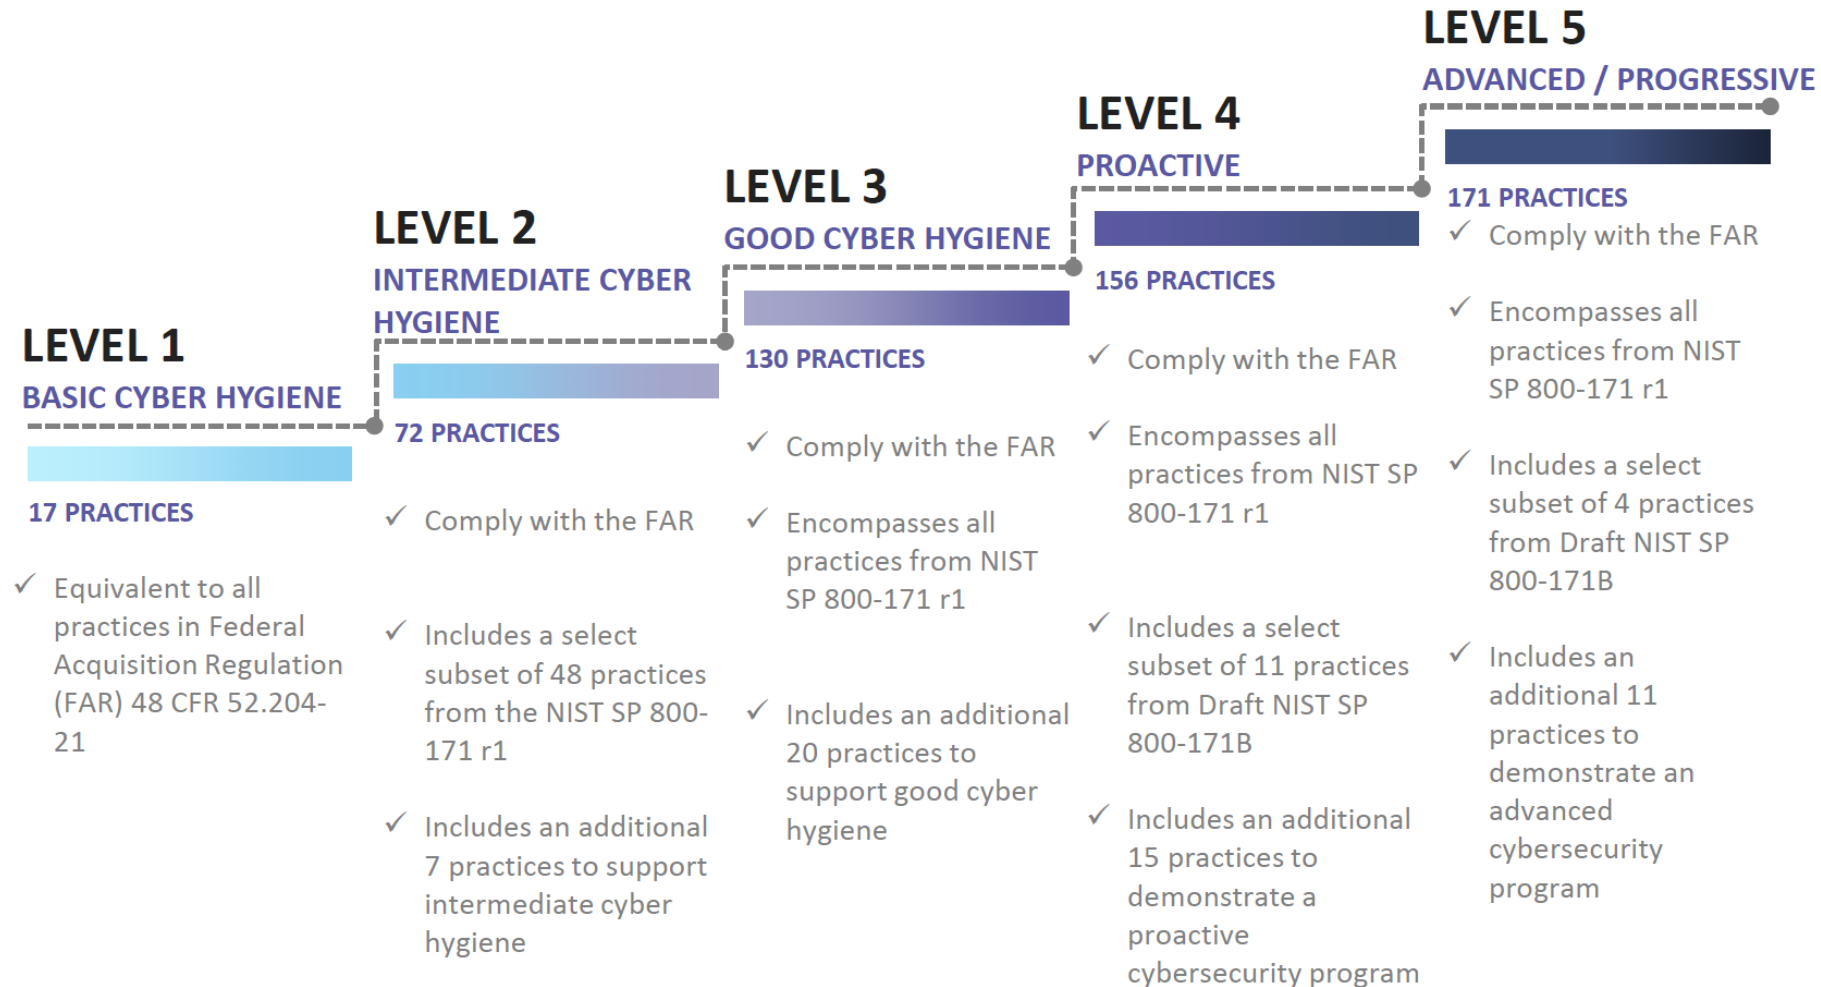 LEVEL 1
BASIC CYBER HYGIENE
17 PRACTICES
✓ Equivalent to all
practices in Federal
Acquisition Regulation
(FAR) 48 CFR 52.204-
21
LEVEL 2
INTERMEDIATE CYBER
HYGIENE
72 PRACTICES
✓ Comply with the FAR
✓ Includes a select
subset of 48 practices
from the NIST SP 800-
171 r1
✓ Includes an additional
7 practices to support
intermediate cyber
hygiene
LEVEL 3
GOOD CYBER HYGIENE
130 PRACTICES
✓ Comply with the FAR
✓ Encompasses all
practices from NIST
SP 800-171 r1
✓ Includes an additional
20 practices to
support good cyber
hygiene
LEVEL 4
PROACTIVE
156 PRACTICES
✓ Comply with the FAR
✓ Encompasses all
practices from NIST SP
800-171 r1
✓ Includes a select
subset of 11 practices
from Draft NIST SP
800-171B
✓ Includes an additional
15 practices to
demonstrate a
proactive
cybersecurity program
LEVEL 5
ADVANCED / PROGRESSIVE
171 PRACTICES
✓ Comply with the FAR
✓ Encompasses all
practices from NIST
SP 800-171 r1
✓ Includes a select
subset of 4 practices
from Draft NIST SP
800-171B
✓ Includes an
additional 11
practices to
demonstrate an
advanced
cybersecurity
program